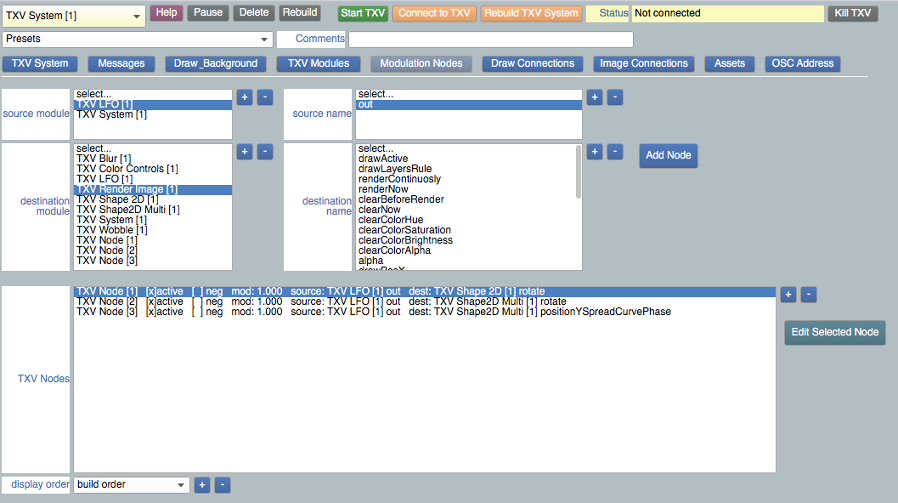 TXV System [1] Help Pause Delete Rebuild Start TXV Connect to TXV Rebuild TXV System Status Not connected Kill TXV
Presets Comments
TXV System Messages Draw_Background TXV Modules Modulation Nodes Draw Connections Image Connections Assets OSC Address
source module
select...
TXV LFO [1]
TXV System [1]
+ -
source name
select...
out
+ -
destination
module
select...
TXV Blur [1]
TXV Color Controls [1]
TXV LFO [1]
TXV Render Image [1]
TXV Shape 2D [1]
TXV Shape2D Multi [1]
TXV System [1]
TXV Wobble [1]
TXV Node [1]
TXV Node [2]
TXV Node [3]
+ -
destination
name
select...
drawActive
drawLayersRule
renderContinuosly
renderNow
clearBeforeRender
clearNow
clearColorHue
clearColorSaturation
clearColorBrightness
clearColorAlpha
alpha
+ -
Add Node
TXV Nodes
TXV Node [1] [x]active [ ] neg mod: 1.000 source: TXV LFO [1] out dest: TXV Shape 2D [1] rotate
TXV Node [2] [x]active [ ] neg mod: 1.000 source: TXV LFO [1] out dest: TXV Shape2D Multi [1] rotate
TXV Node [3] [x]active [ ] neg mod: 1.000 source: TXV LFO [1] out dest: TXV Shape2D Multi [1] positionYSpreadCurvePhase
+ -
Edit Selected Node
display order build order + -